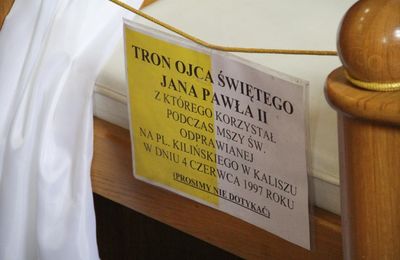 TRON OJCA ŚWIĘTEGO
JANA PAWŁA II
Z KTÓREGO KORZYSTAŁ
PODCZAS MSZY ŚW.
ODPRAWIANEJ
NA PL. KILIŃSKIEGO W KALISZU
W DNIU 4 CZERWCA 1997 ROKU
(PROSIMY NIE DOTYKAĆ)